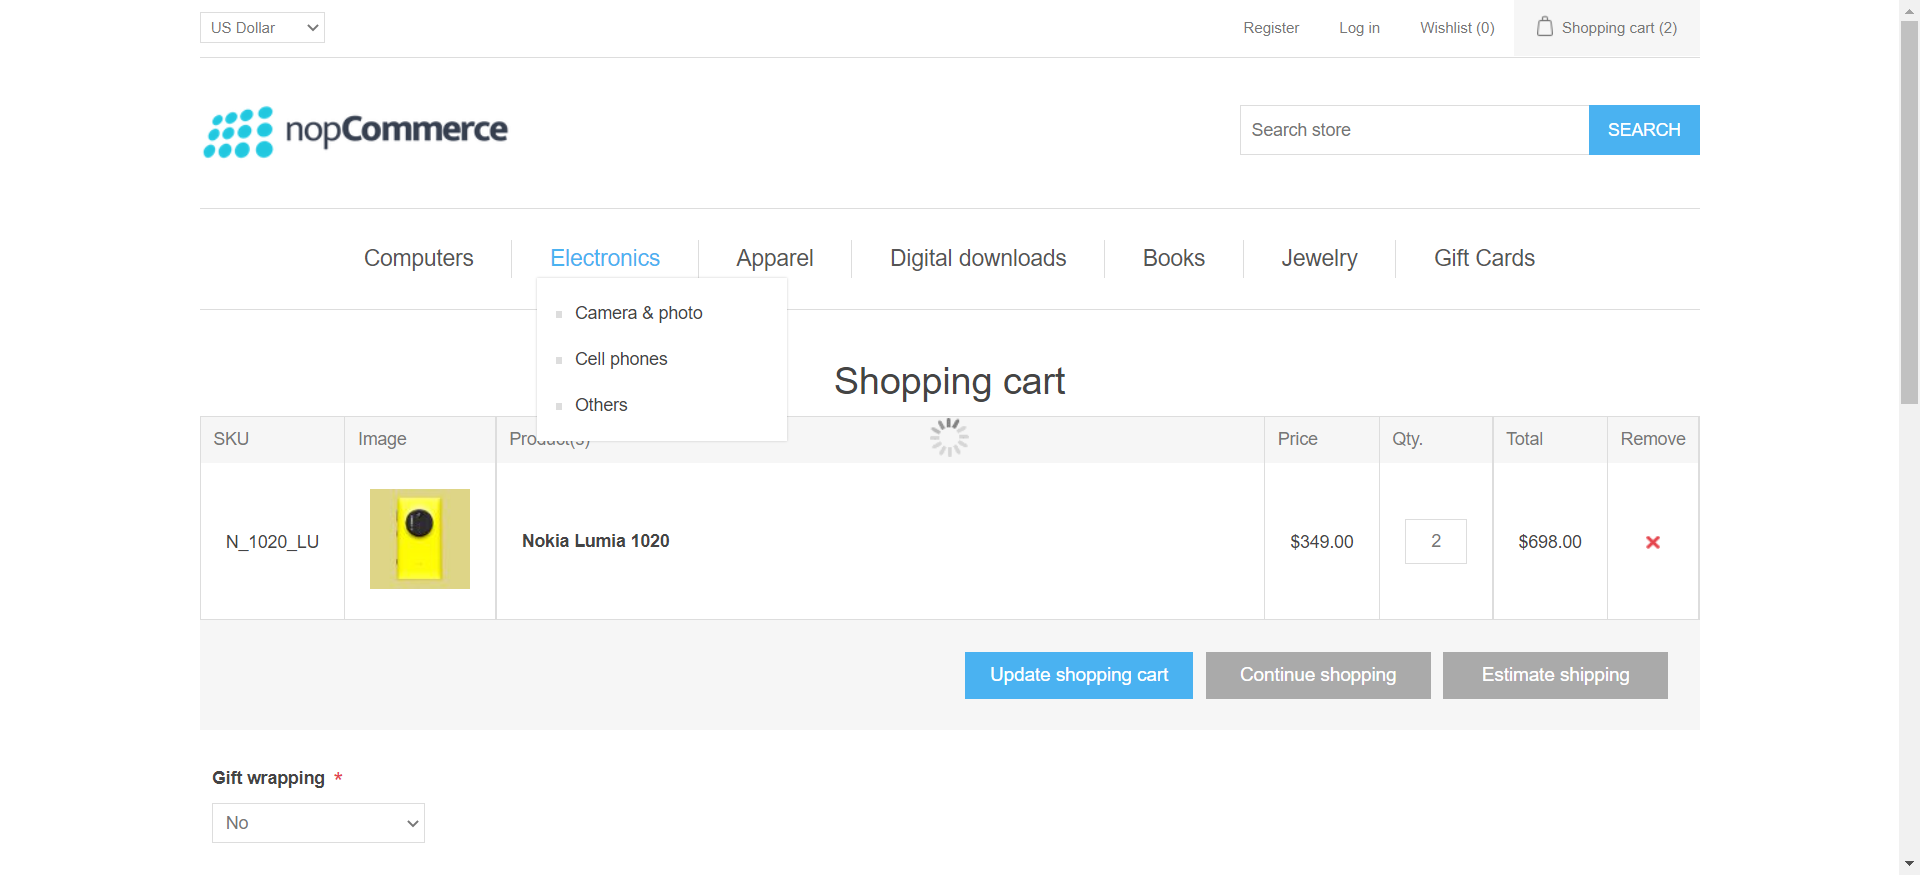 US Dollar
Register
Log in
Wishlist (0)
Shopping cart (2)
nopCommerce
Search store
SEARCH
Computers
Electronics
Apparel
Digital downloads
Books
Jewelry
Gift Cards
Camera & photo
Cell phones
Others
Shopping cart
SKU
Image
Product(s)
Price
Qty.
Total
Remove
N_1020_LU
Nokia Lumia 1020
$349.00
2
$698.00
Update shopping cart
Continue shopping
Estimate shipping
Gift wrapping *
No